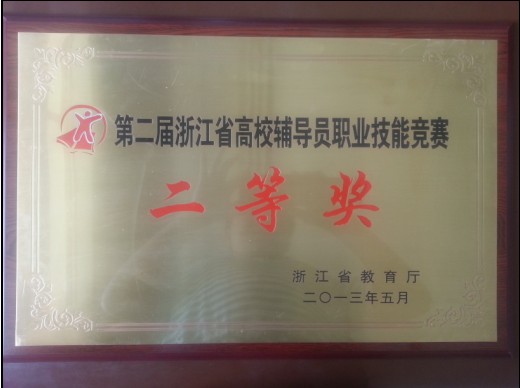 第二届浙江省高校辅导员职业技能竞赛
二等奖
浙江省教育厅
二〇一三年五月